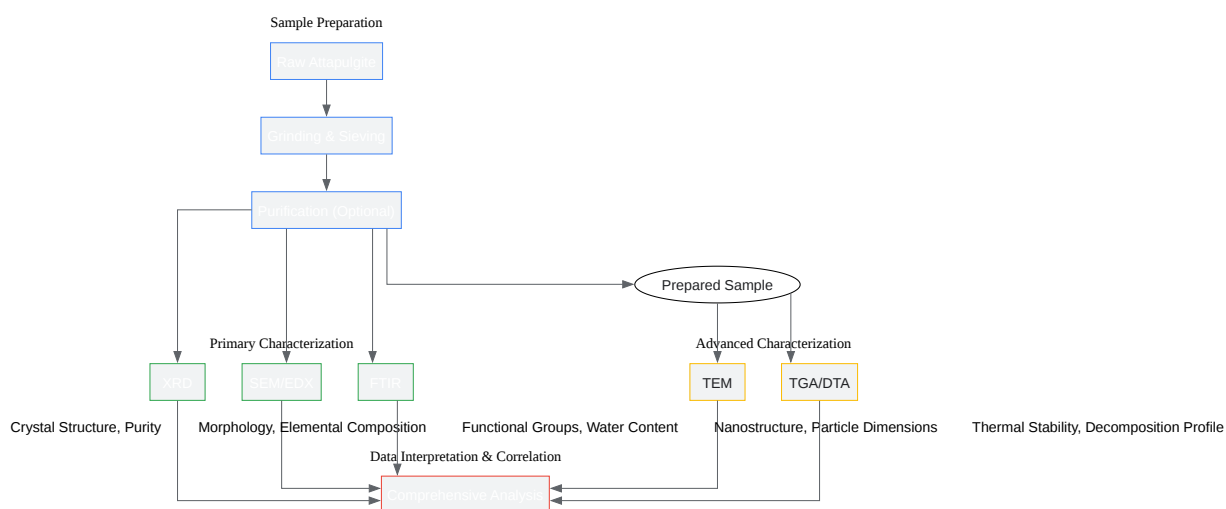 Sample Preparation
Raw Attapulgite
Grinding & Sieving
Purification (Optional)
Prepared Sample
Primary Characterization
Advanced Characterization
XRD
SEM/EDX
FTIR
TEM
TGA/DTA
Crystal Structure, Purity
Morphology, Elemental Composition
Functional Groups, Water Content
Nanostructure, Particle Dimensions
Thermal Stability, Decomposition Profile
Data Interpretation & Correlation
Comprehensive Analysis